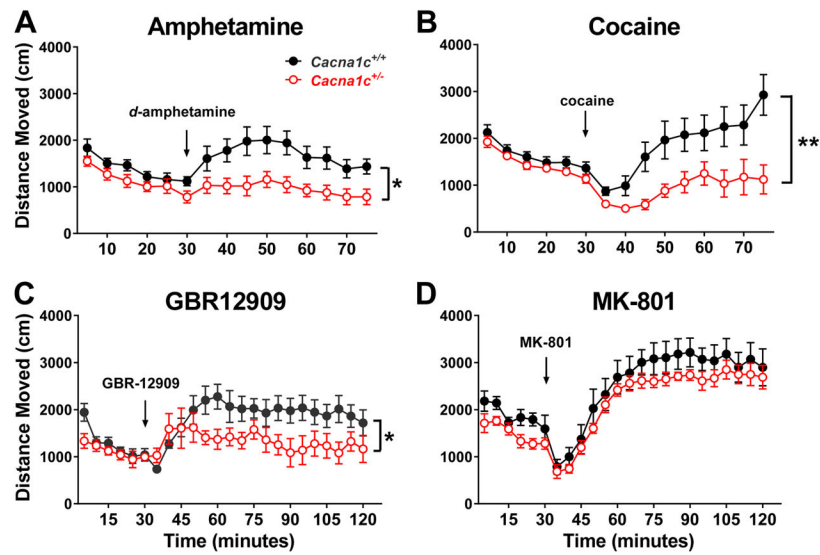 A
Amphetamine
Distance Moved (cm)
4000
3000
2000
1000
0
Cacna1c+/+
Cacna1c+/-
d-amphetamine
*
10 20 30 40 50 60 70
B
Cocaine
4000
3000
2000
1000
0
cocaine
**
10 20 30 40 50 60 70
C
GBR12909
Distance Moved (cm)
4000
3000
2000
1000
0
GBR-12909
*
15 30 45 60 75 90 105 120
Time (minutes)
D
MK-801
4000
3000
2000
1000
0
MK-801
15 30 45 60 75 90 105 120
Time (minutes)